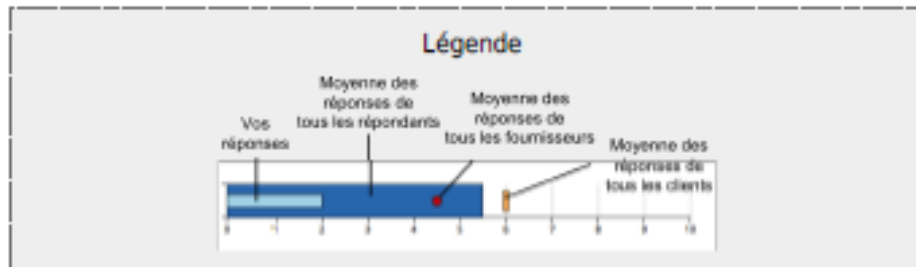 Légende
Moyenne des
réponses de
tous les répondants
Moyenne des
réponses de
tous les fournisseurs
Vos
réponses
Moyenne des
réponses de
tous les clients
0 1 2 3 4 5 6 7 8 9 10